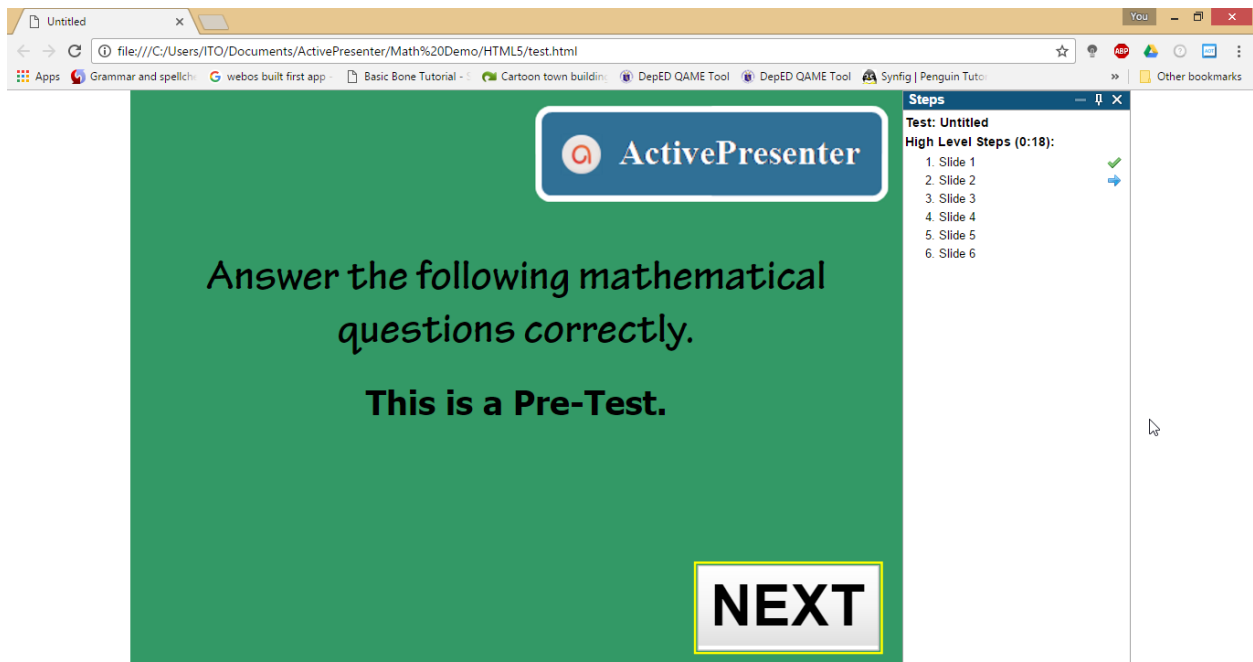 Untitled
You
file:///C:/Users/ITO/Documents/ActivePresenter/Math%20Demo/HTML5/test.html
ABP
Apps
Grammar and spellche
webos built first app -
Basic Bone Tutorial - S
Cartoon town building
DepED QAME Tool
DepED QAME Tool
Synfig | Penguin Tuto
»
Other bookmarks
ActivePresenter
Answer the following mathematical
questions correctly.
This is a Pre-Test.
NEXT
Steps
Test: Untitled
High Level Steps (0:18):
1. Slide 1
2. Slide 2
3. Slide 3
4. Slide 4
5. Slide 5
6. Slide 6